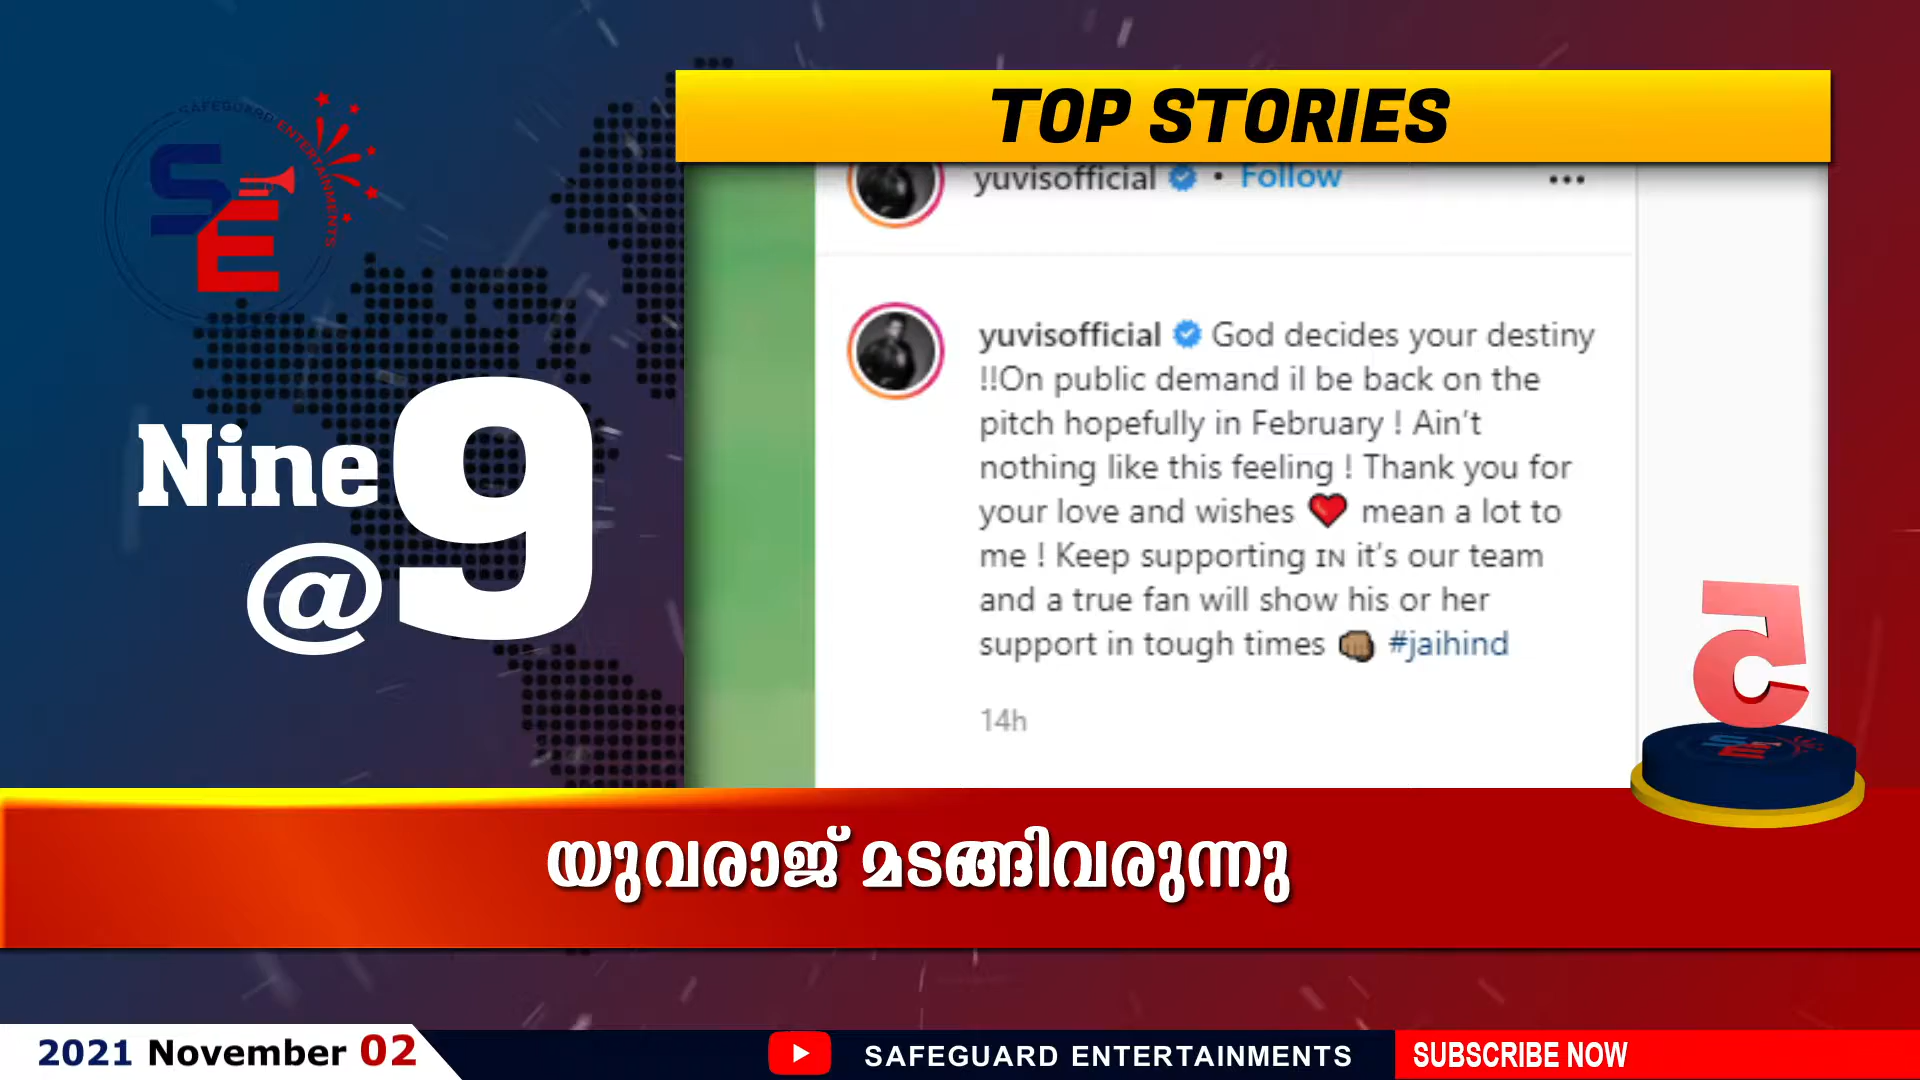 SAFEGUARD ENTERTAINMENTS
SE
TOP STORIES
yuvisofficial • Follow •••
yuvisofficial God decides your destiny
!!On public demand il be back on the
pitch hopefully in February ! Ain't
nothing like this feeling ! Thank you for
your love and wishes ❤️ mean a lot to
me ! Keep supporting IN it's our team
and a true fan will show his or her
support in tough times 👊🏽 #jaihind
14h
Nine
@9
5
SE
യുവരാജ് മടങ്ങിവരുന്നു
2021 November 02
SAFEGUARD ENTERTAINMENTS
SUBSCRIBE NOW